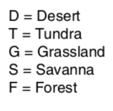 D = Desert
T = Tundra
G = Grassland
S = Savanna
F = Forest